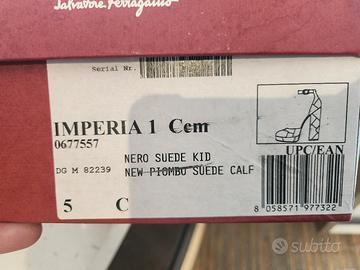 Salvatore Ferragamo
Serial Nr.
IMPERIA 1 Cem
0677557
UPC/EAN
NERO SUEDE KID
DG M 82239 NEW PIOMBO SUEDE CALF
5 C
8 058571 977322
subito